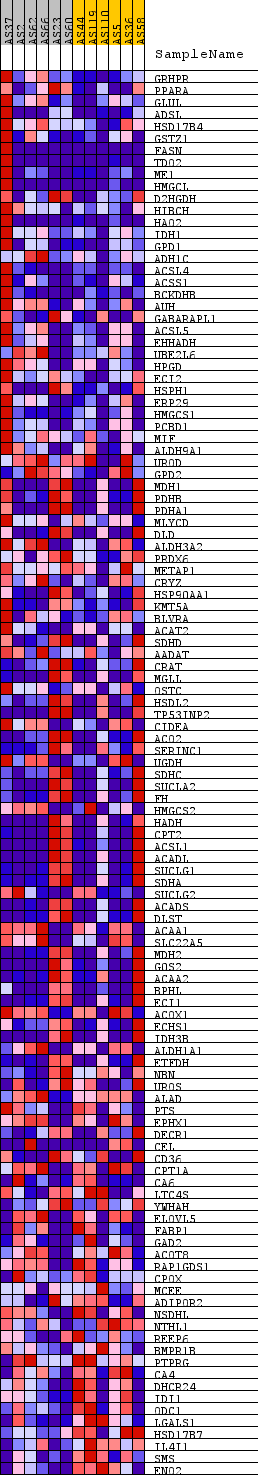 AS37
AS2
AS62
AS66
AS23
AS60
AS44
AS119
AS110
AS5
AS36
AS58
SampleName
GRHPR
PPARA
GLUL
ADSL
HSD17B4
GSTZ1
FASN
TDO2
ME1
HMGCL
D2HGDH
HIBCH
HAO2
IDH1
GPD1
ADH1C
ACSL4
ACSS1
BCKDHB
AUH
GABARAPL1
ACSL5
EHHADH
UBE2L6
HPGD
ECI2
HSPH1
ERP29
HMGCS1
PCBD1
MIF
ALDH9A1
UROD
GPD2
MDH1
PDHB
PDHA1
MLYCD
DLD
ALDH3A2
PRDX6
METAP1
CRYZ
HSP90AA1
KMT5A
BLVRA
ACAT2
SDHD
AADAT
CRAT
MGLL
OSTC
HSDL2
TP53INP2
CIDEA
ACO2
SERINC1
UGDH
SDHC
SUCLA2
FH
HMGCS2
HADH
CPT2
ACSL1
ACADL
SUCLG1
SDHA
SUCLG2
ACADS
DLST
ACAA1
SLC22A5
MDH2
G0S2
ACAA2
BPHL
ECI1
ACOX1
ECHS1
IDH3B
ALDH1A1
ETFDH
NBN
UROS
ALAD
PTS
EPHX1
DECR1
CEL
CD36
CPT1A
CA6
LTC4S
YWHAH
ELOVL5
FABP1
GAD2
ACOT8
RAP1GDS1
CPOX
MCEE
ADIPOR2
NSDHL
NTHL1
REEP6
BMPR1B
PTPRG
CA4
DHCR24
IDI1
ODC1
LGALS1
HSD17B7
IL4I1
SMS
ENO2